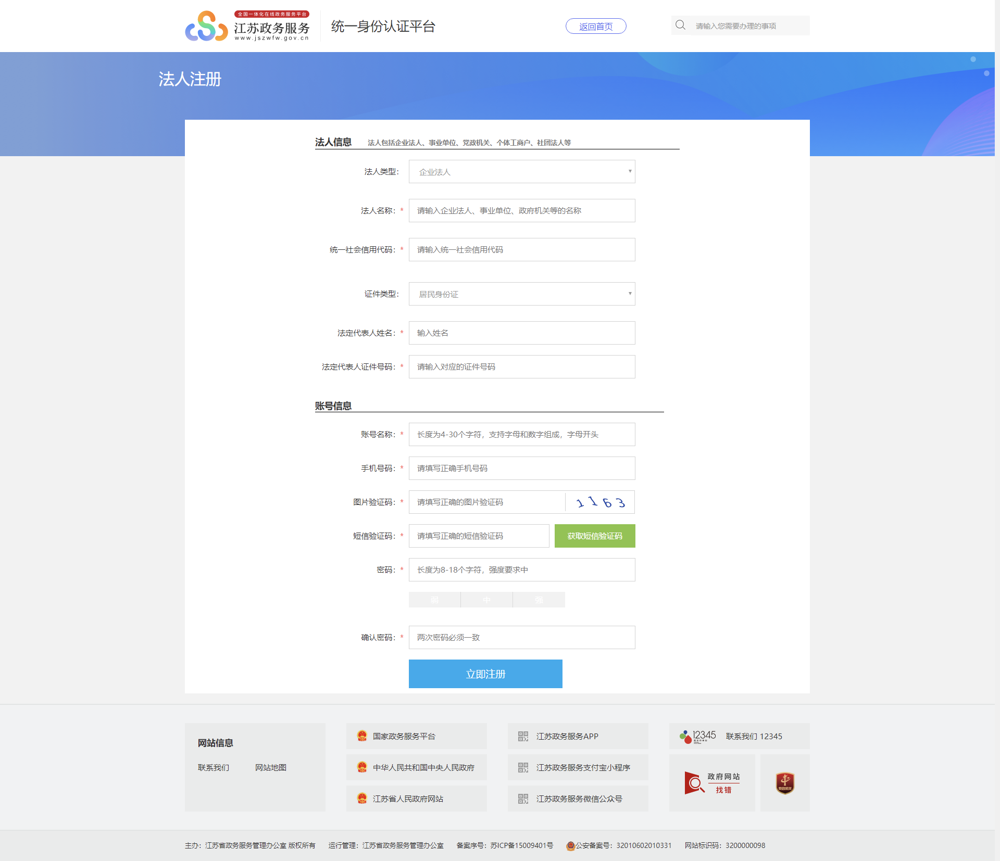 全国一体化在线政务服务平台
江苏政务服务
www.jszwfw.gov.cn
统一身份认证平台
返回首页
请输入您需要办理的事项
法人注册
法人信息 法人包括企业法人、事业单位、党政机关、个体工商户、社团法人等
法人类型： 企业法人
法人名称：* 请输入企业法人、事业单位、政府机关等的名称
统一社会信用代码：* 请输入统一社会信用代码
证件类型： 居民身份证
法定代表人姓名：* 输入姓名
法定代表人证件号码：* 请输入对应的证件号码
账号信息
账号名称：* 长度为4-30个字符，支持字母和数字组成，字母开头
手机号码：* 请填写正确手机号码
图片验证码：* 请填写正确的图片验证码 1163
短信验证码：* 请填写正确的短信验证码 获取短信验证码
密码：* 长度为8-18个字符，强度要求中
弱 中 强
确认密码：* 两次密码必须一致
立即注册
网站信息
联系我们 网站地图
国家政务服务平台
中华人民共和国中央人民政府
江苏省人民政府网站
江苏政务服务APP
江苏政务服务支付宝小程序
江苏政务服务微信公众号
12345 联系我们 12345
政府网站
找错
党政机关
主办：江苏省政务服务管理办公室 版权所有 运行管理：江苏省政务服务管理办公室 备案序号：苏ICP备15009401号 公安备案号：32010602010331 网站标识码：3200000098